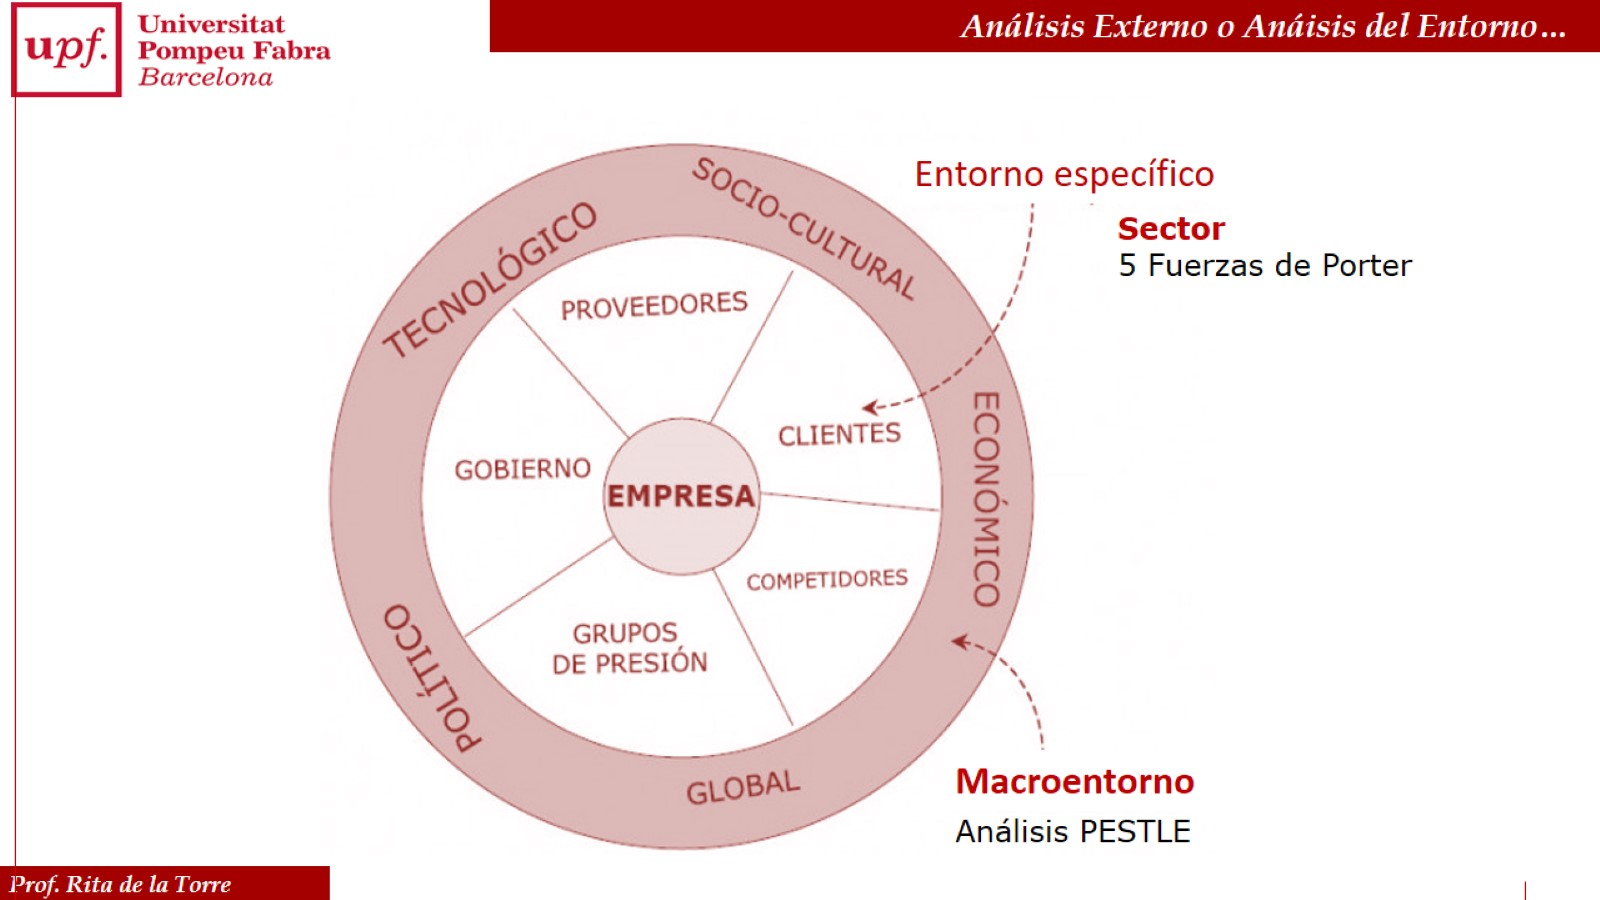 upf.
Universitat
Pompeu Fabra
Barcelona
Análisis Externo o Anáisis del Entorno...
Entorno específico
Sector
5 Fuerzas de Porter
TECNOLÓGICO
SOCIO-CULTURAL
ECONÓMICO
GLOBAL
POLÍTICO
PROVEEDORES
CLIENTES
GOBIERNO
EMPRESA
COMPETIDORES
GRUPOS
DE PRESIÓN
Macroentorno
Análisis PESTLE
Prof. Rita de la Torre